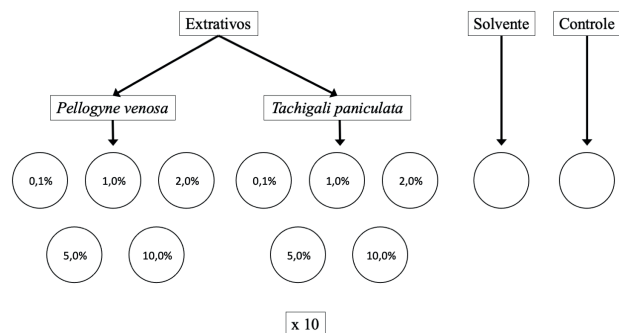 Extrativos Solvente Controle
Pellogyne venosa Tachigali paniculata
0,1% 1,0% 2,0% 0,1% 1,0% 2,0%
5,0% 10,0% 5,0% 10,0%
x 10